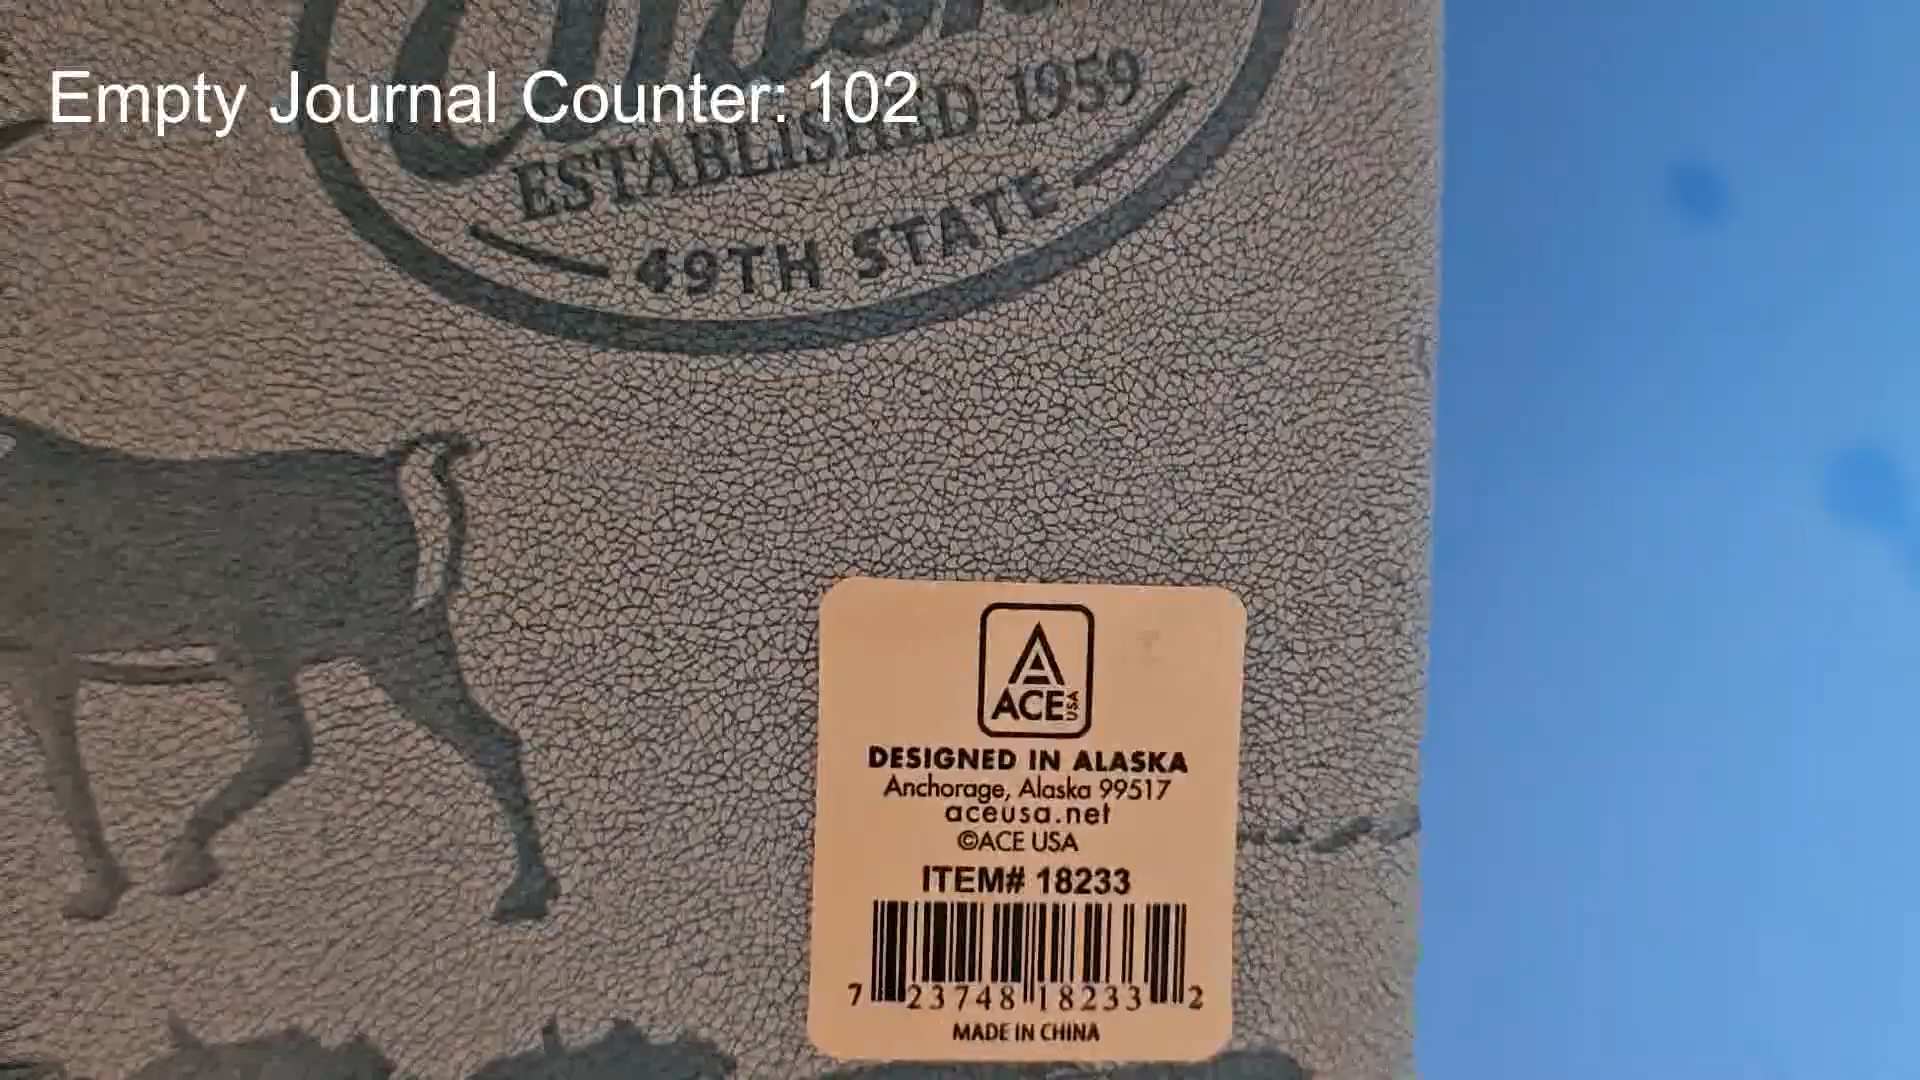 Empty Journal Counter: 102
ESTABLISHED 1959
49TH STATE
A
ACE USA
DESIGNED IN ALASKA
Anchorage, Alaska 99517
aceusa.net
©ACE USA
ITEM# 18233
7 23748 18233 2
MADE IN CHINA